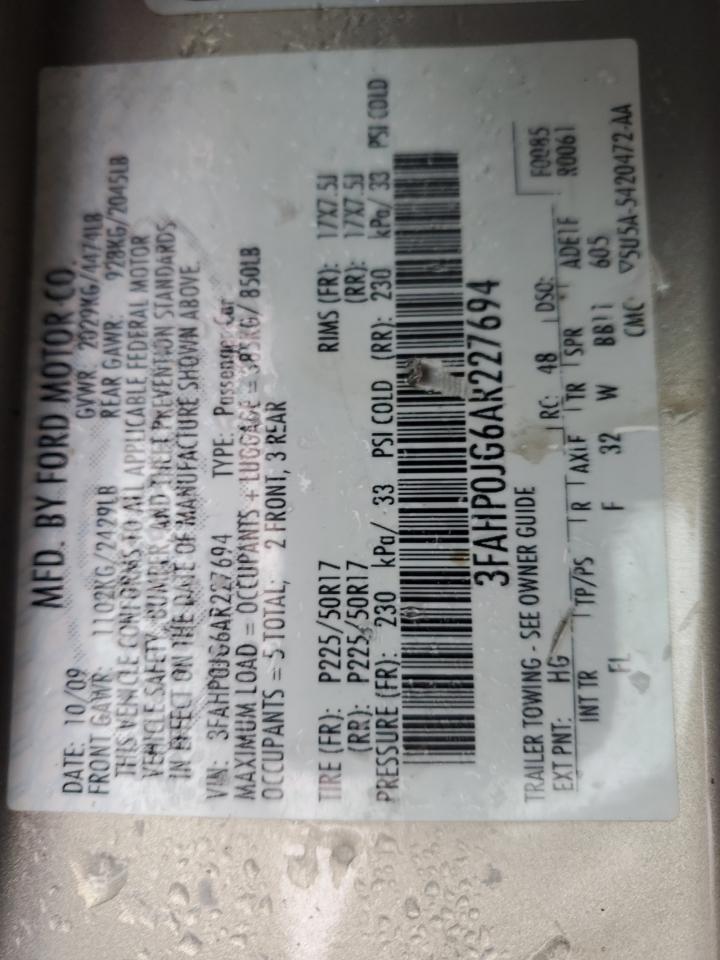 MFD. BY FORD MOTOR CO.
DATE: 10/09 GVWR: 2029KG/4474LB
FRONT GAWR: 1102KG/2429LB REAR GAWR: 928KG/2045LB
THIS VEHICLE CONFORMS TO ALL APPLICABLE FEDERAL MOTOR
VEHICLE SAFETY, BUMPER, AND THEFT PREVENTION STANDARDS
IN EFFECT ON THE DATE OF MANUFACTURE SHOWN ABOVE.
VIN: 3FAHP0JG6AR227694 TYPE: Passenger Car
MAXIMUM LOAD = OCCUPANTS + LUGGAGE = 385KG/ 850LB
OCCUPANTS = 5 TOTAL, 2 FRONT, 3 REAR
TIRE (FR): P225/50R17 RIMS (FR): 17X7.5J
(RR): P225/50R17 (RR): 17X7.5J
PRESSURE (FR): 230 kPa/ 33 PSI COLD (RR): 230 kPa/ 33 PSI COLD
3FAHP0JG6AR227694
TRAILER TOWING - SEE OWNER GUIDE F0085
EXT PNT: HG RC: 48 DSO: R0061
INT TR TP/PS R AXLE TR SPR ADE1F
FL F 32 W BB11 605
CMC ▽5U5A-5420472-AA